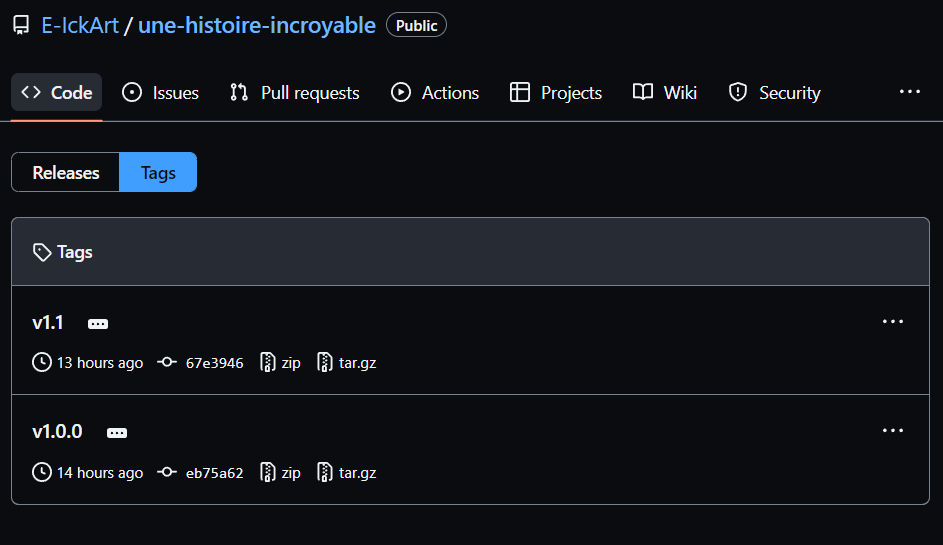 E-IckArt / une-histoire-incroyable Public
Code Issues Pull requests Actions Projects Wiki Security
Releases Tags
Tags
v1.1
13 hours ago 67e3946 zip tar.gz
v1.0.0
14 hours ago eb75a62 zip tar.gz